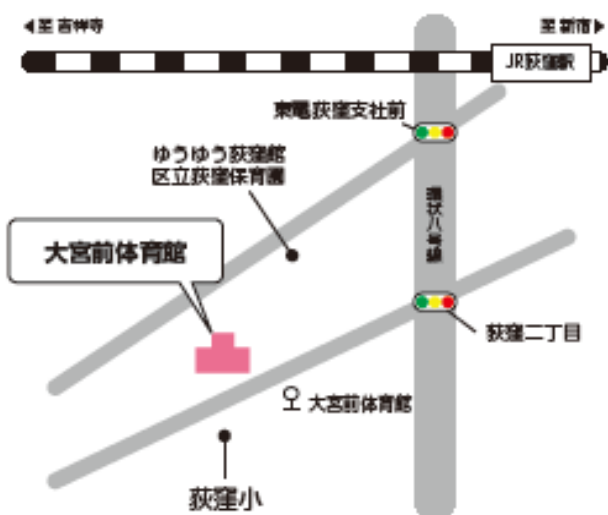 ◀至 吉祥寺
至 新宿▶
JR荻窪駅
東電荻窪支社前
ゆうゆう荻窪館
区立荻窪保育園
環状八号線
大宮前体育館
荻窪二丁目
大宮前体育館
荻窪小